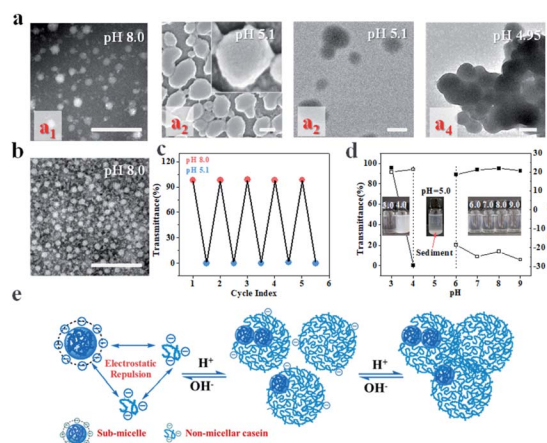 a
pH 8.0
a1
pH 5.1
a2
pH 5.1
a2
pH 4.95
a4
b
pH 8.0
c
Transmittance(%)
120
90
60
30
0
pH 8.0
pH 5.1
1 2 3 4 5 6
Cycle Index
d
Transmittance(%)
100
80
60
40
20
0
30
20
10
0
-10
-20
-30
3.0 4.0
pH=5.0
Sediment
6.0 7.0 8.0 9.0
3 4 5 6 7 8 9
pH
e
Electrostatic
Repulsion
H+
OH-
H+
OH-
Sub-micelle
Non-micellar casein